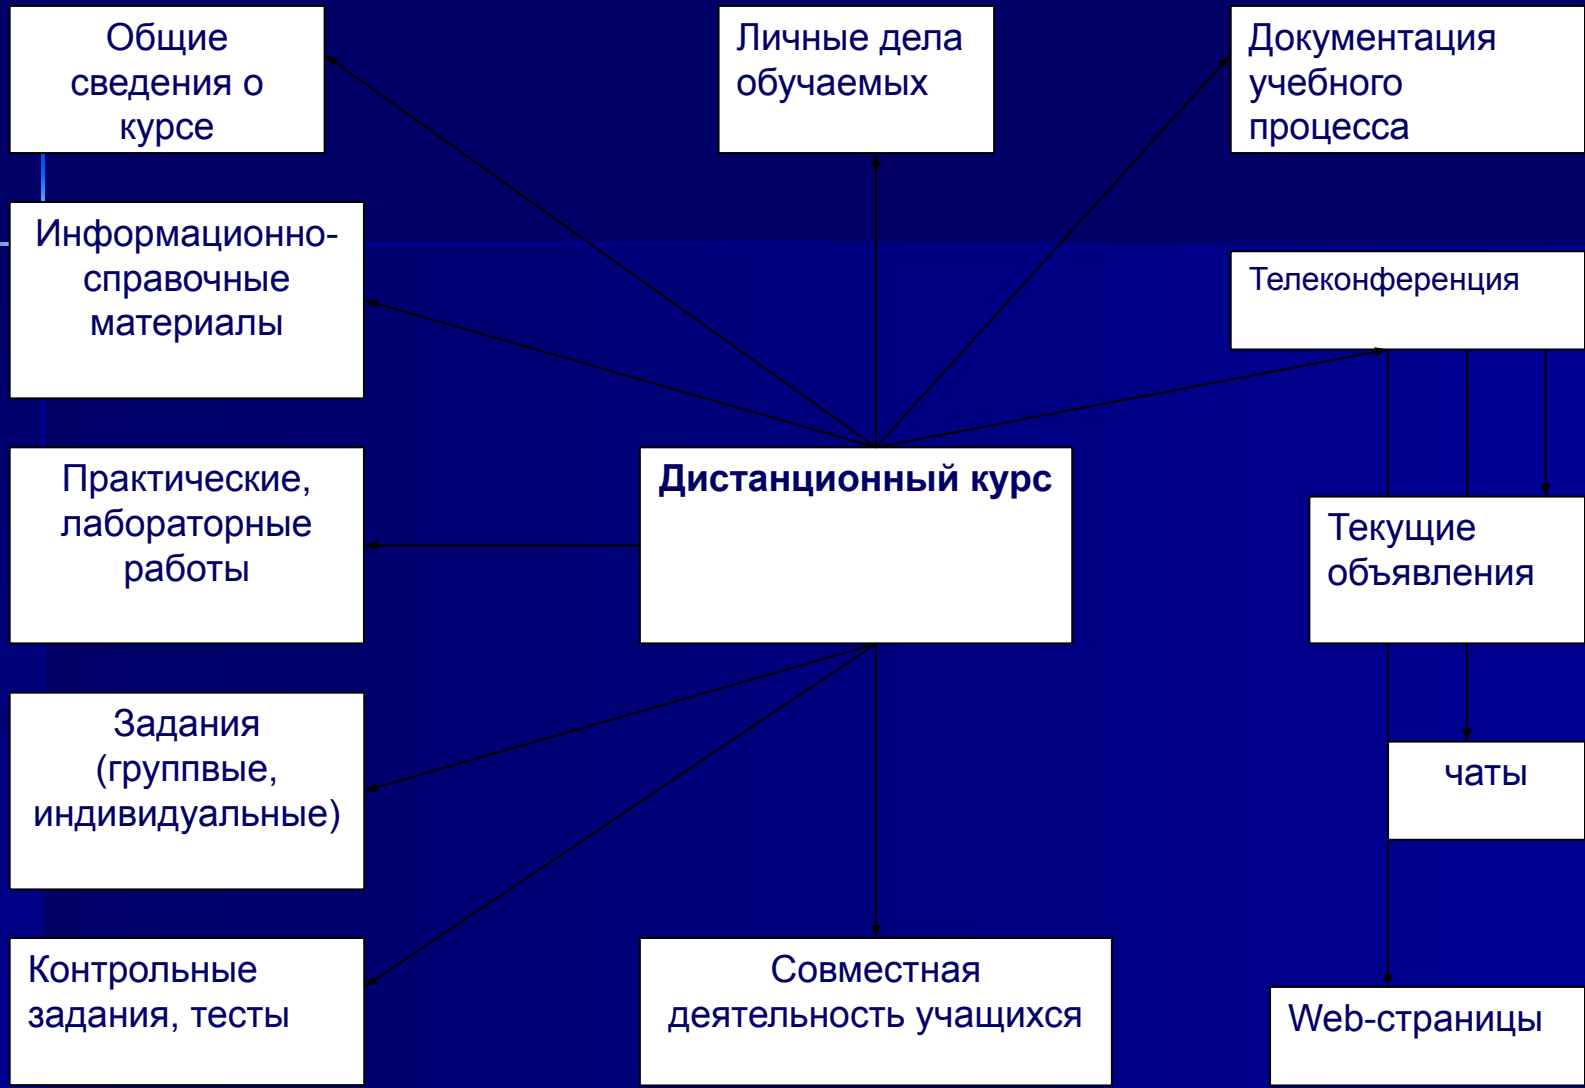 Общие
сведения о
курсе
Личные дела
обучаемых
Документация
учебного
процесса
Информационно-
справочные
материалы
Телеконференция
Практические,
лабораторные
работы
Дистанционный курс
Текущие
объявления
Задания
(группвые,
индивидуальные)
чаты
Контрольные
задания, тесты
Совместная
деятельность учащихся
Web-страницы